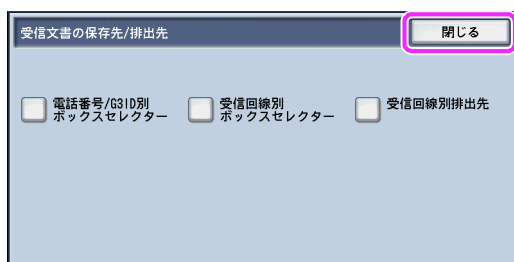 受信文書の保存先/排出先
閉じる
電話番号/G3ID別
ボックスセレクター
受信回線別
ボックスセレクター
受信回線別排出先